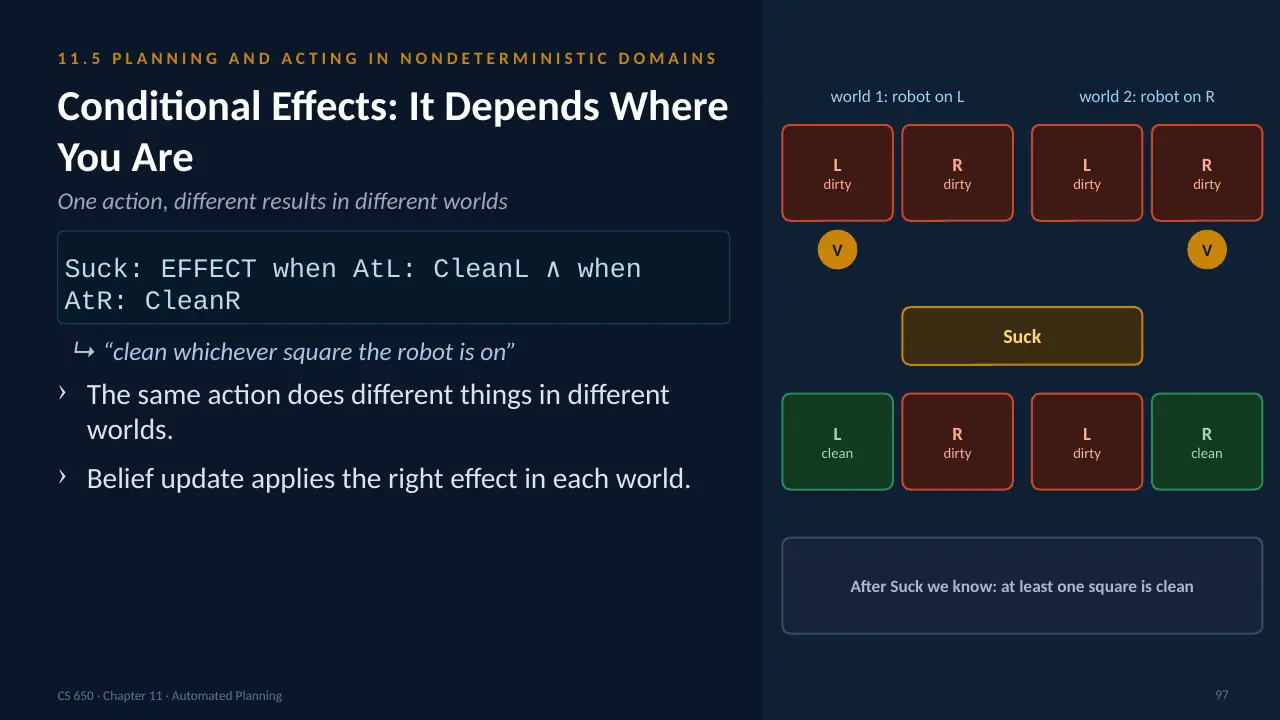 11.5 PLANNING AND ACTING IN NONDETERMINISTIC DOMAINS
Conditional Effects: It Depends Where
You Are
One action, different results in different worlds
Suck: EFFECT when AtL: CleanL ∧ when
AtR: CleanR
↪ “clean whichever square the robot is on”
› The same action does different things in different
worlds.
› Belief update applies the right effect in each world.
world 1: robot on L
world 2: robot on R
L
dirty
R
dirty
L
dirty
R
dirty
V
V
Suck
L
clean
R
dirty
L
dirty
R
clean
After Suck we know: at least one square is clean
CS 650 · Chapter 11 · Automated Planning
97